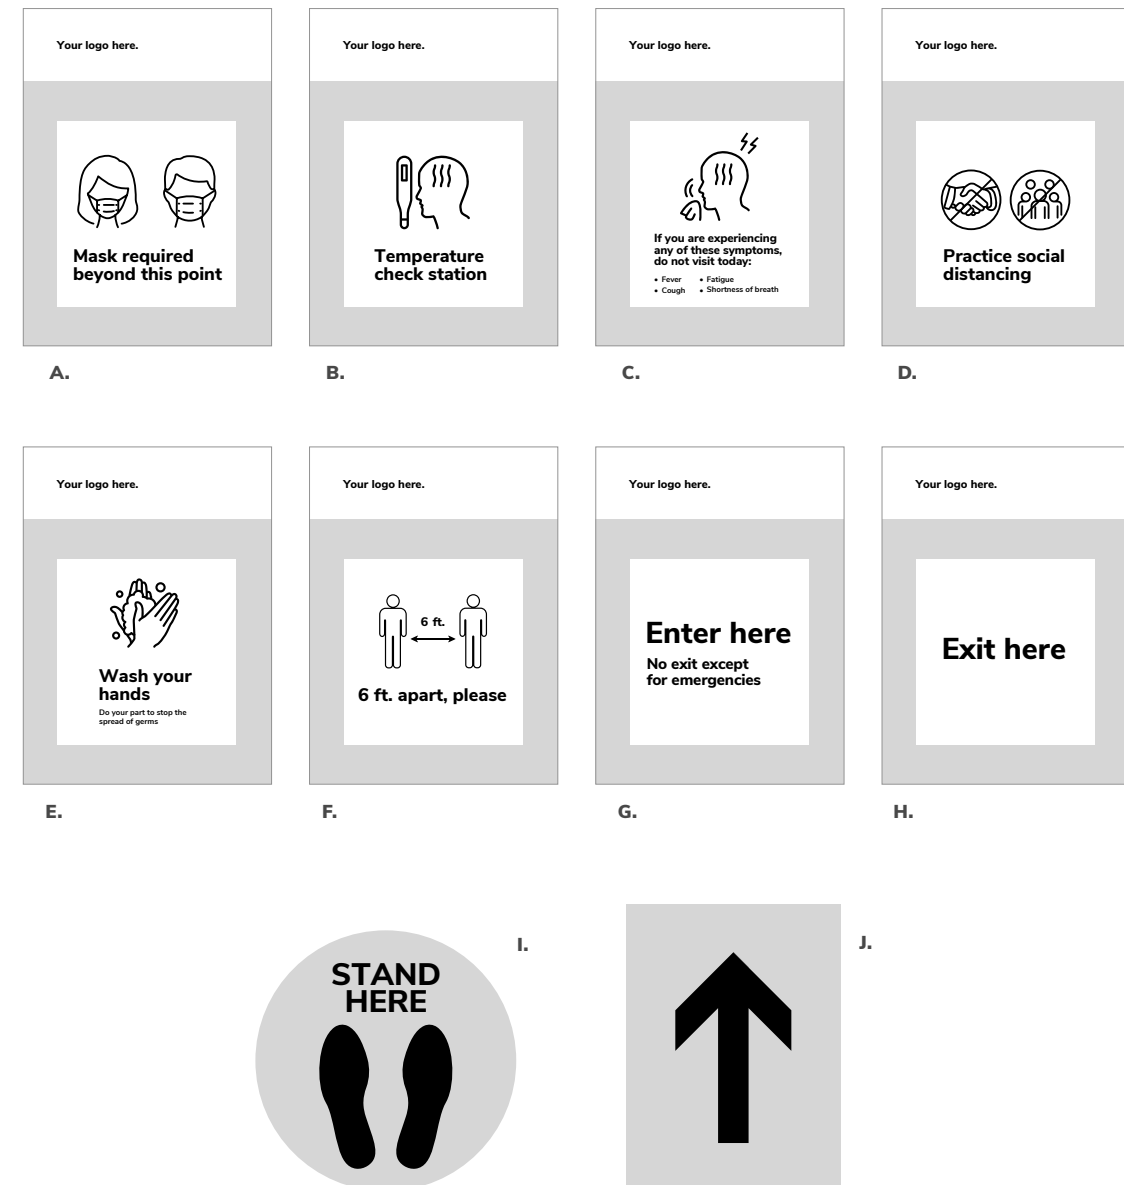 Your logo here.
Your logo here.
Your logo here.
Your logo here.
Mask required
beyond this point
Temperature
check station
If you are experiencing
any of these symptoms,
do not visit today:
• Fever
• Fatigue
• Cough
• Shortness of breath
Practice social
distancing
A.
B.
C.
D.
Your logo here.
Your logo here.
Your logo here.
Your logo here.
Wash your
hands
Do your part to stop the
spread of germs
6 ft.
6 ft. apart, please
Enter here
No exit except
for emergencies
Exit here
E.
F.
G.
H.
I.
STAND
HERE
J.